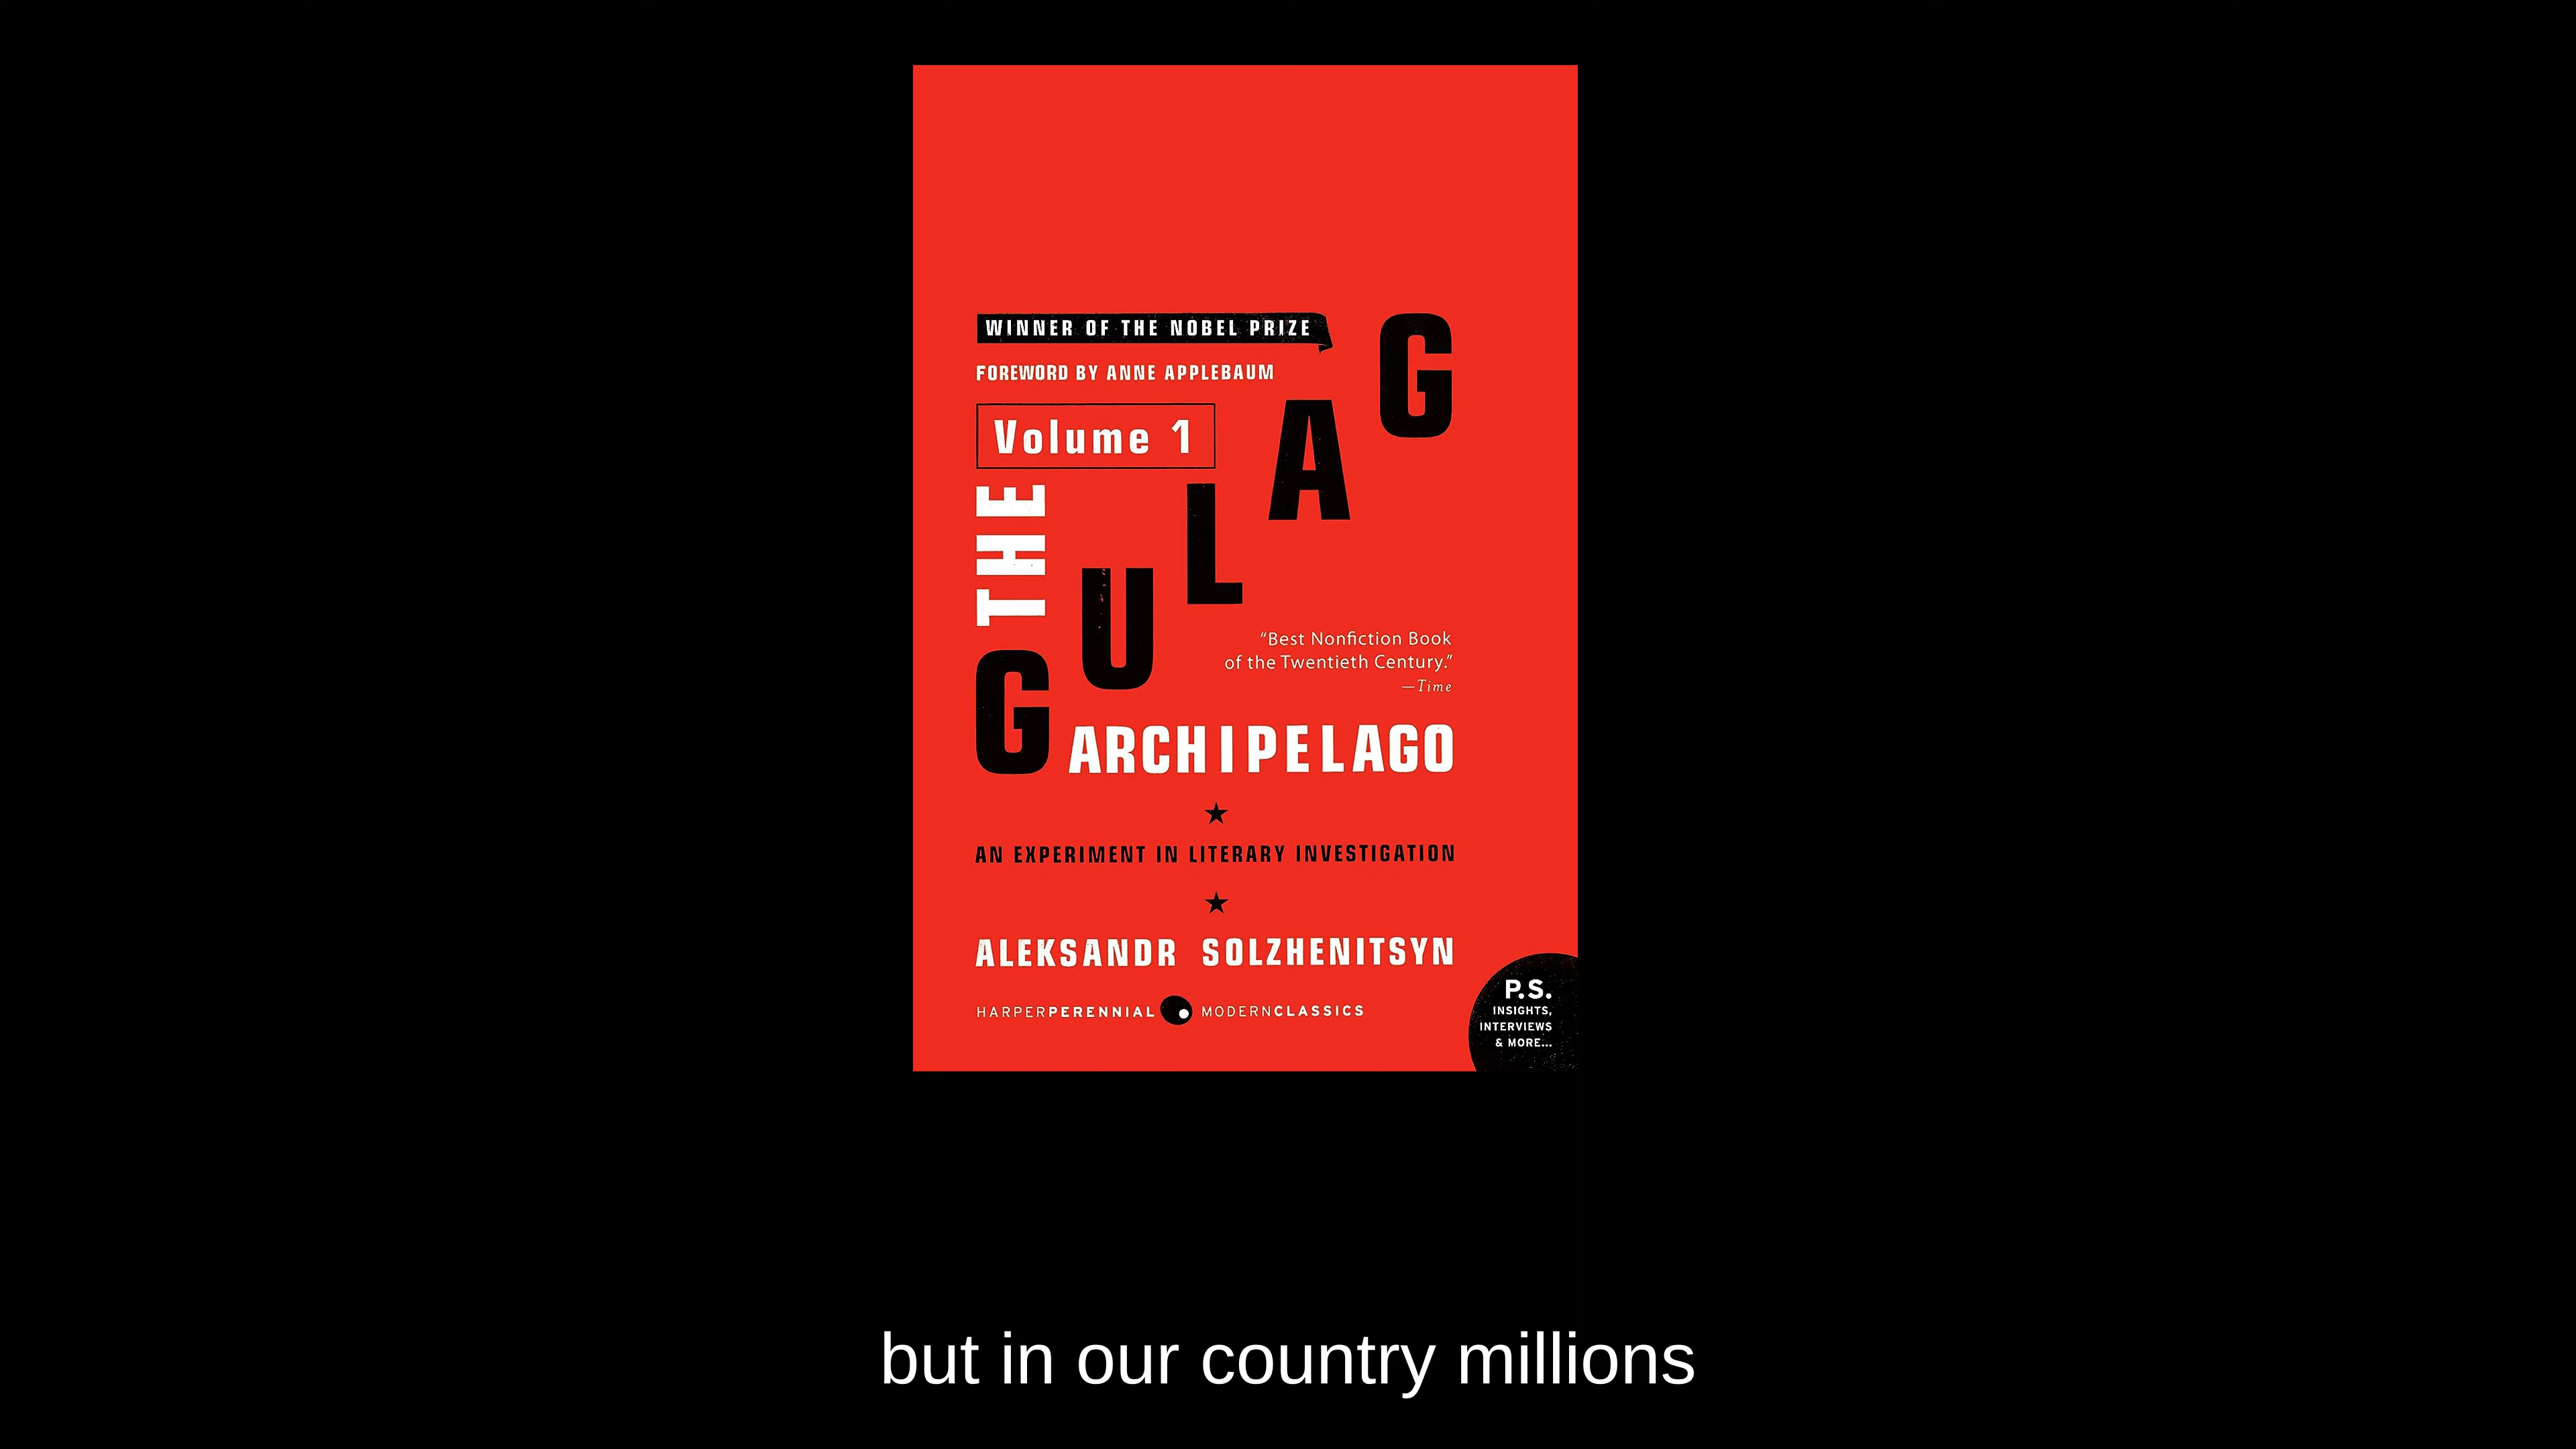 WINNER OF THE NOBEL PRIZE
FOREWORD BY ANNE APPLEBAUM
Volume 1
THE
GULAG
"Best Nonfiction Book
of the Twentieth Century."
—Time
ARCHIPELAGO
AN EXPERIMENT IN LITERARY INVESTIGATION
ALEKSANDR SOLZHENITSYN
HARPERPERENNIAL MODERNCLASSICS
P.S.
INSIGHTS,
INTERVIEWS
& MORE...
but in our country millions